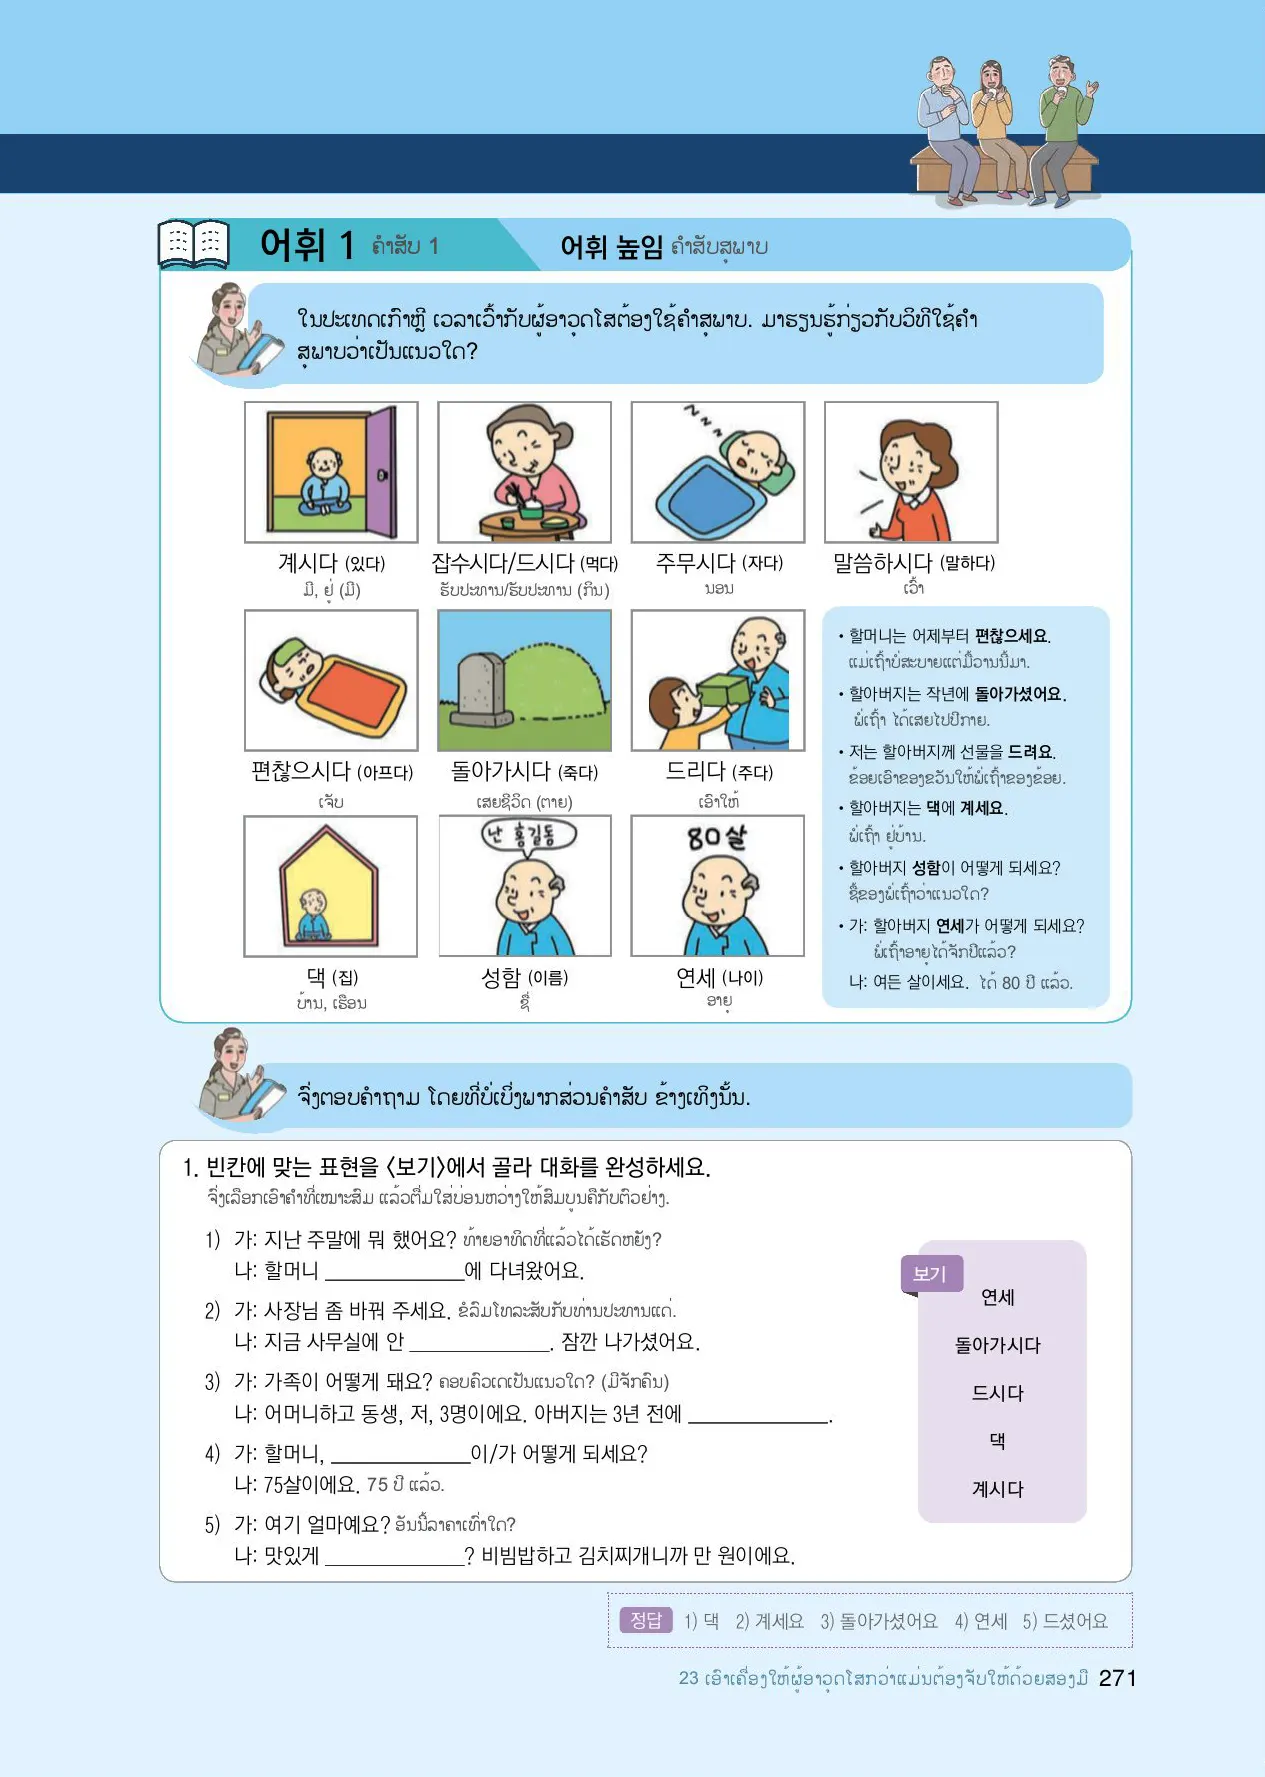 어휘 1 ຄຳສັບ 1
어휘 높임 ຄຳສັບສຸພາບ
ໃນປະເທດເກົາຫຼີ ເວລາເວົ້າກັບຜູ້ອາວຸດໂສຕ້ອງໃຊ້ຄຳສຸພາບ. ມາຮຽນຮູ້ກ່ຽວກັບວິທີໃຊ້ຄຳ
ສຸພາບວ່າເປັນແນວໃດ?
계시다 (있다)
ມີ, ຢູ່ (ມີ)
잡수시다/드시다 (먹다)
ຮັບປະທານ/ຮັບປະທານ (ກິນ)
주무시다 (자다)
ນອນ
말씀하시다 (말하다)
ເວົ້າ
편찮으시다 (아프다)
ເຈັບ
돌아가시다 (죽다)
ເສຍຊີວິດ (ຕາຍ)
드리다 (주다)
ເອົາໃຫ້
난 홍길동
80살
댁 (집)
ບ້ານ, ເຮືອນ
성함 (이름)
ຊື່
연세 (나이)
ອາຍຸ
• 할머니는 어제부터 편찮으세요.
ແມ່ເຖົ້າບໍ່ສະບາຍແຕ່ມື້ວານນີ້ມາ.
• 할아버지는 작년에 돌아가셨어요.
ພໍ່ເຖົ້າ ໄດ້ເສຍໄປປີກາຍ.
• 저는 할아버지께 선물을 드려요.
ຂ້ອຍເອົາຂອງຂວັນໃຫ້ພໍ່ເຖົ້າຂອງຂ້ອຍ.
• 할아버지는 댁에 계세요.
ພໍ່ເຖົ້າ ຢູ່ບ້ານ.
• 할아버지 성함이 어떻게 되세요?
ຊື່ຂອງພໍ່ເຖົ້າວ່າແນວໃດ?
• 가: 할아버지 연세가 어떻게 되세요?
ພໍ່ເຖົ້າອາຍຸໄດ້ຈັກປີແລ້ວ?
나: 여든 살이세요. ໄດ້ 80 ປີ ແລ້ວ.
ຈົ່ງຕອບຄຳຖາມ ໂດຍທີ່ບໍ່ເບິ່ງພາກສ່ວນຄຳສັບ ຂ້າງເທິງນັ້ນ.
1. 빈칸에 맞는 표현을 〈보기〉에서 골라 대화를 완성하세요.
ຈົ່ງເລືອກເອົາຄຳທີ່ເໝາະສົມ ແລ້ວຕື່ມໃສ່ບ່ອນຫວ່າງໃຫ້ສົມບູນຄືກັບຕົວຢ່າງ.
1) 가: 지난 주말에 뭐 했어요? ທ້າຍອາທິດທີ່ແລ້ວໄດ້ເຮັດຫຍັງ?
나: 할머니 ______________에 다녀왔어요.
2) 가: 사장님 좀 바꿔 주세요. ຂໍລົມໂທລະສັບກັບທ່ານປະທານແດ່.
나: 지금 사무실에 안 ______________. 잠깐 나가셨어요.
3) 가: 가족이 어떻게 돼요? ຄອບຄົວເດເປັນແນວໃດ? (ມີຈັກຄົນ)
나: 어머니하고 동생, 저, 3명이에요. 아버지는 3년 전에 ______________.
4) 가: 할머니, ______________이/가 어떻게 되세요?
나: 75살이에요. 75 ປີ ແລ້ວ.
5) 가: 여기 얼마예요? ອັນນີ້ລາຄາເທົ່າໃດ?
나: 맛있게 ______________? 비빔밥하고 김치찌개니까 만 원이에요.
보기
연세
돌아가시다
드시다
댁
계시다
정답 1) 댁 2) 계세요 3) 돌아가셨어요 4) 연세 5) 드셨어요
23 ເອົາເຄື່ອງໃຫ້ຜູ້ອາວຸດໂສກວ່າແມ່ນຕ້ອງຈັບໃຫ້ດ້ວຍສອງມື 271